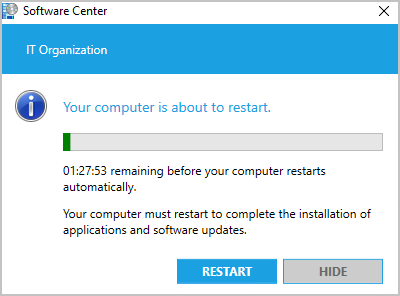 Software Center
IT Organization
Your computer is about to restart.
01:27:53 remaining before your computer restarts
automatically.
Your computer must restart to complete the installation of
applications and software updates.
RESTART
HIDE